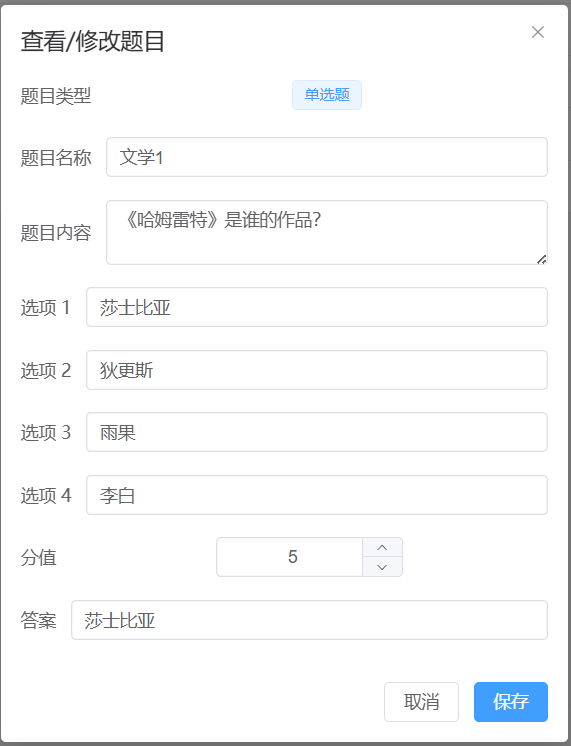 查看/修改题目
题目类型 单选题
题目名称 文学1
题目内容 《哈姆雷特》是谁的作品?
选项 1 莎士比亚
选项 2 狄更斯
选项 3 雨果
选项 4 李白
分值 5
答案 莎士比亚
取消 保存